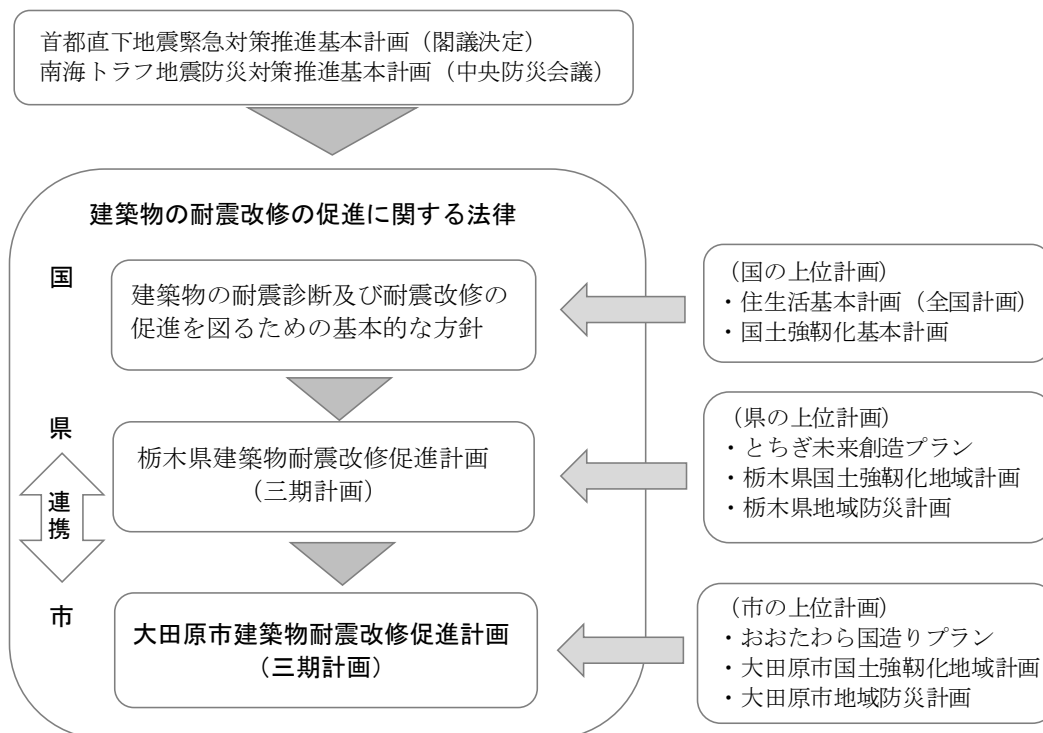 首都直下地震緊急対策推進基本計画（閣議決定）
南海トラフ地震防災対策推進基本計画（中央防災会議）
建築物の耐震改修の促進に関する法律
国
建築物の耐震診断及び耐震改修の
促進を図るための基本的な方針
（国の上位計画）
・住生活基本計画（全国計画）
・国土強靭化基本計画
県
栃木県建築物耐震改修促進計画
（三期計画）
（県の上位計画）
・とちぎ未来創造プラン
・栃木県国土強靱化地域計画
・栃木県地域防災計画
連
携
市
大田原市建築物耐震改修促進計画
（三期計画）
（市の上位計画）
・おおたわら国造りプラン
・大田原市国土強靭化地域計画
・大田原市地域防災計画